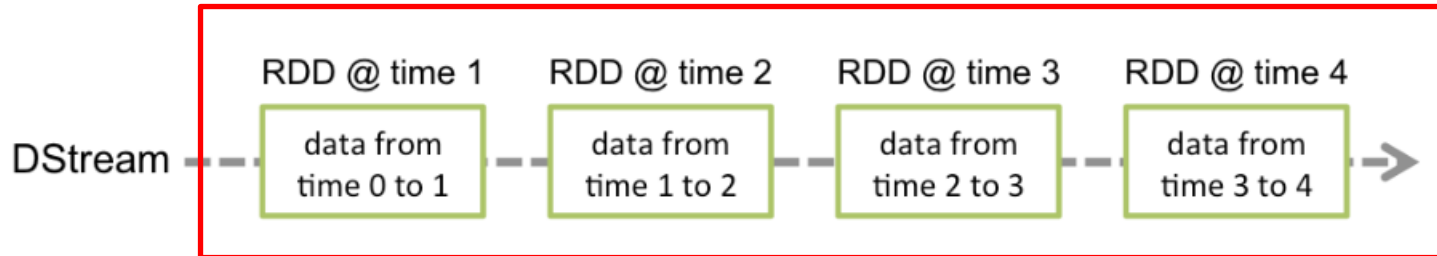 RDD @ time 1 RDD @ time 2 RDD @ time 3 RDD @ time 4
DStream
data from
time 0 to 1
data from
time 1 to 2
data from
time 2 to 3
data from
time 3 to 4